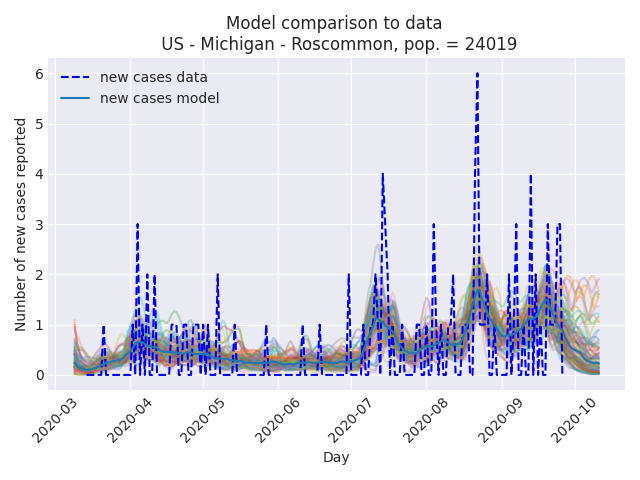 Model comparison to data
US - Michigan - Roscommon, pop. = 24019
new cases data
new cases model
Number of new cases reported
6
5
4
3
2
1
0
2020-03
2020-04
2020-05
2020-06
2020-07
2020-08
2020-09
2020-10
Day